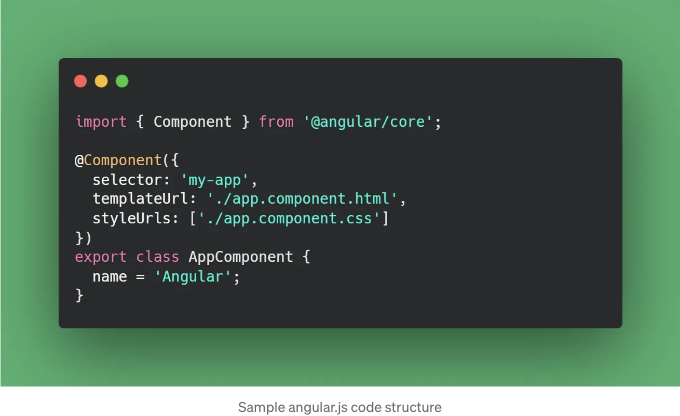 import { Component } from '@angular/core';
@Component({
selector: 'my-app',
templateUrl: './app.component.html',
styleUrls: ['./app.component.css']
})
export class AppComponent {
name = 'Angular';
}
Sample angular.js code structure